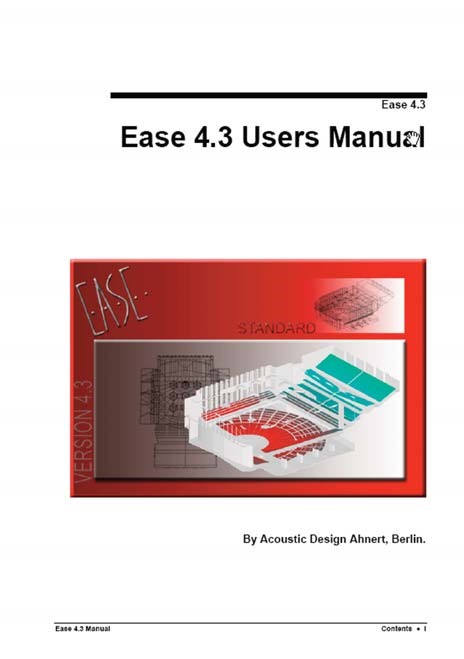 Ease 4.3
Ease 4.3 Users Manual
EASE
STANDARD
VERSION 4.3
By Acoustic Design Ahnert, Berlin.
Ease 4.3 Manual Contents • I